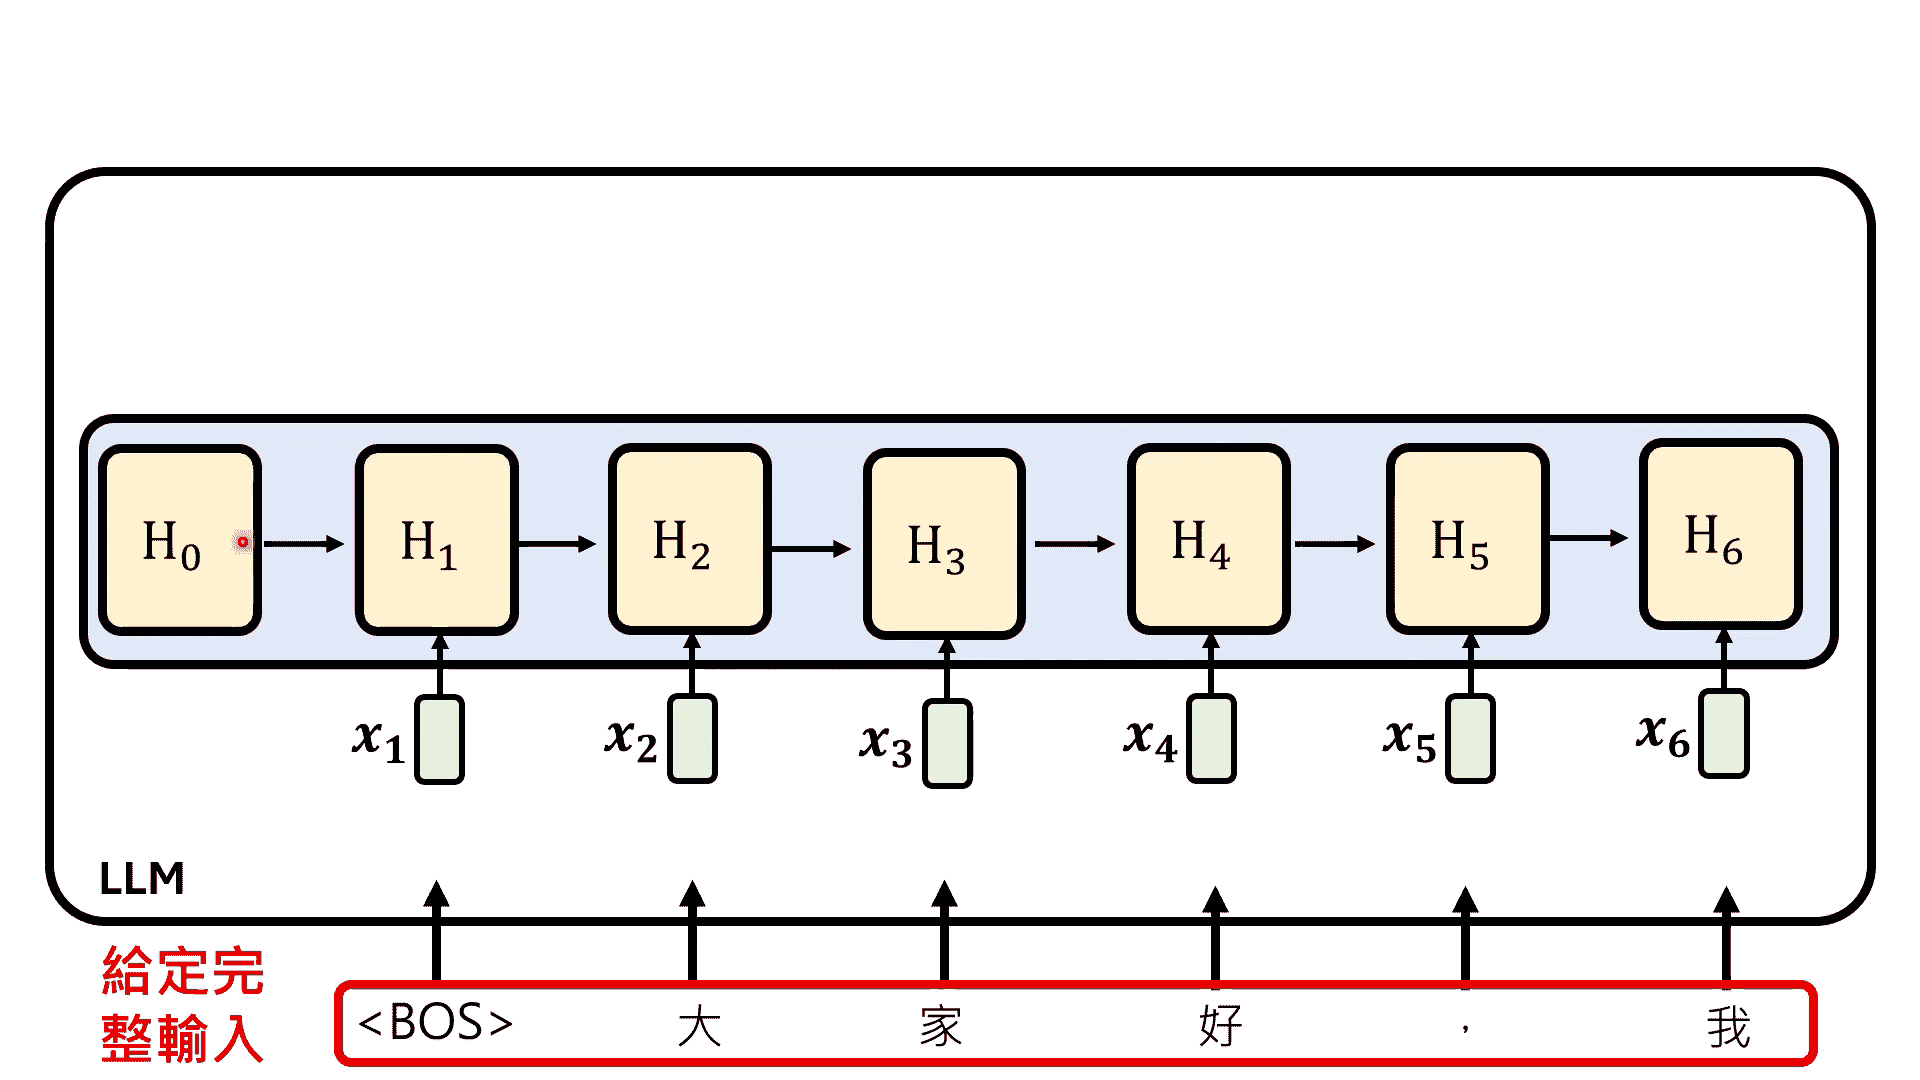 H₀ H₁ H₂ H₃ H₄ H₅ H₆
x₁ x₂ x₃ x₄ x₅ x₆
LLM
給定完
整輸入
<BOS> 大 家 好 , 我